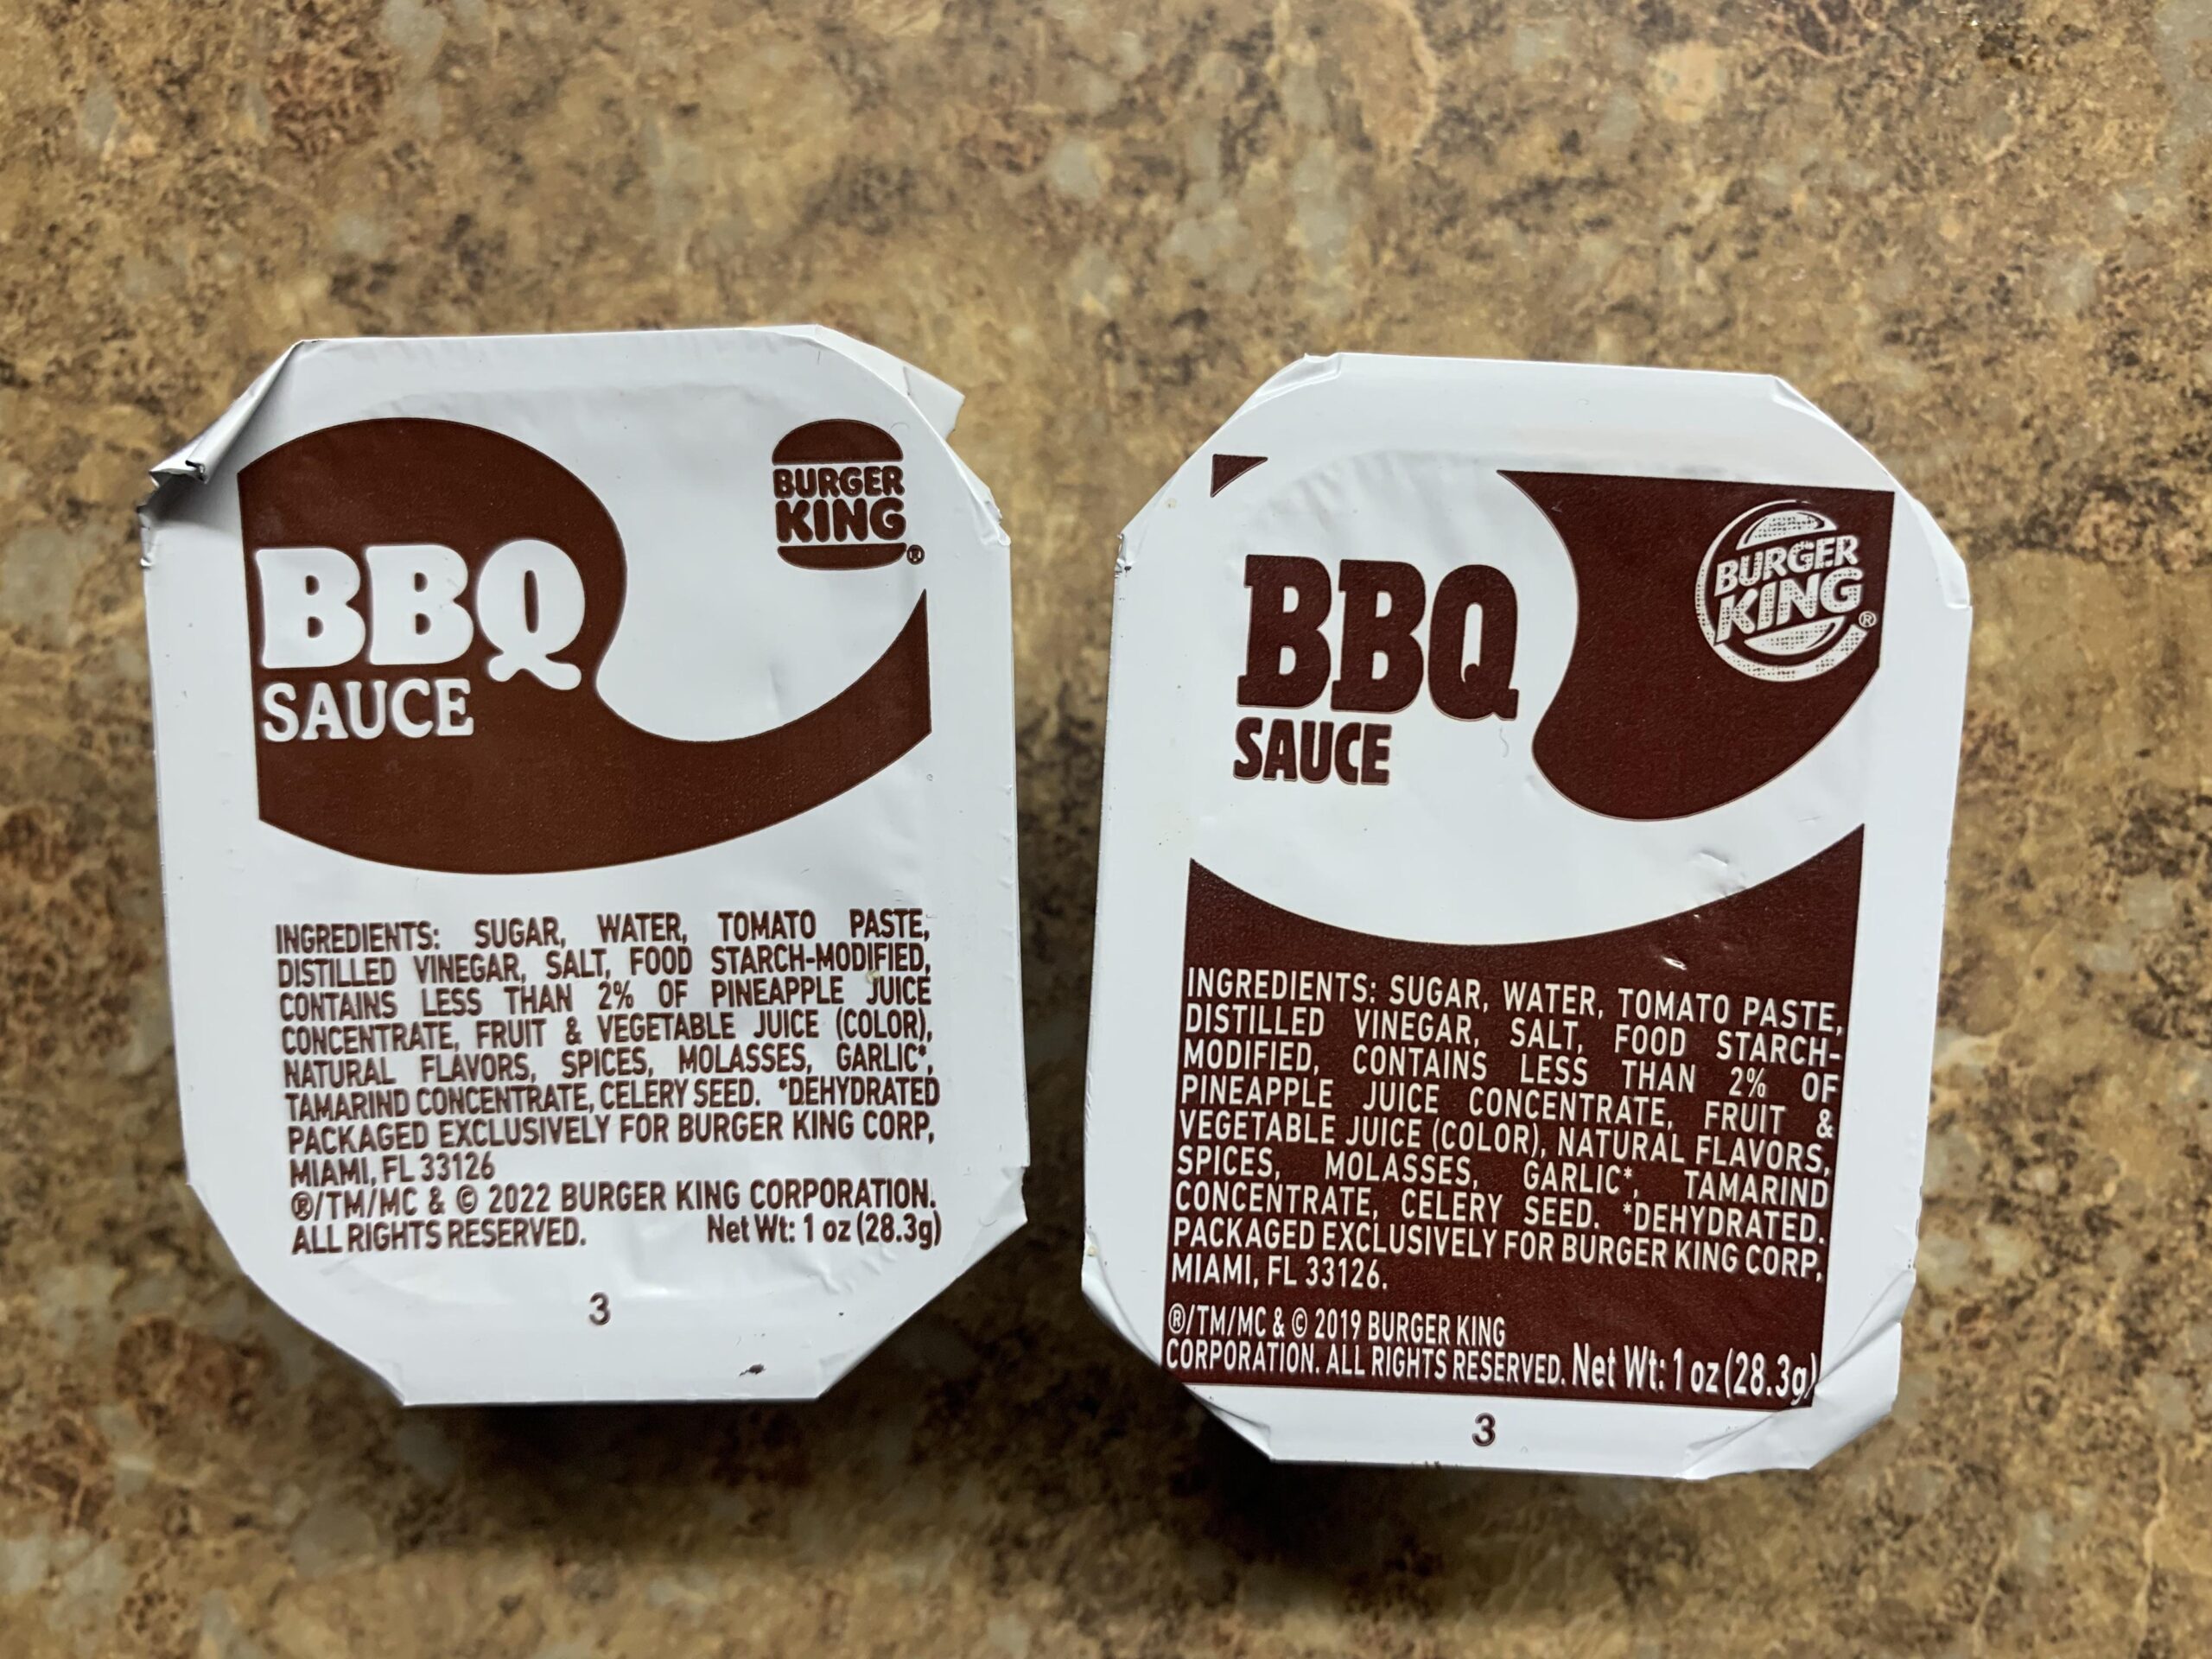 BBQ
SAUCE
BURGER
KING®
INGREDIENTS: SUGAR, WATER, TOMATO PASTE,
DISTILLED VINEGAR, SALT, FOOD STARCH-MODIFIED,
CONTAINS LESS THAN 2% OF PINEAPPLE JUICE
CONCENTRATE, FRUIT & VEGETABLE JUICE (COLOR),
NATURAL FLAVORS, SPICES, MOLASSES, GARLIC*,
TAMARIND CONCENTRATE, CELERY SEED. *DEHYDRATED
PACKAGED EXCLUSIVELY FOR BURGER KING CORP,
MIAMI, FL 33126
®/TM/MC & © 2022 BURGER KING CORPORATION.
ALL RIGHTS RESERVED. Net Wt: 1 oz (28.3g)
3
BBQ
SAUCE
BURGER
KING®
INGREDIENTS: SUGAR, WATER, TOMATO PASTE,
DISTILLED VINEGAR, SALT, FOOD STARCH-
MODIFIED, CONTAINS LESS THAN 2% OF
PINEAPPLE JUICE CONCENTRATE, FRUIT &
VEGETABLE JUICE (COLOR), NATURAL FLAVORS,
SPICES, MOLASSES, GARLIC*, TAMARIND
CONCENTRATE, CELERY SEED. *DEHYDRATED.
PACKAGED EXCLUSIVELY FOR BURGER KING CORP,
MIAMI, FL 33126.
®/TM/MC & © 2019 BURGER KING
CORPORATION. ALL RIGHTS RESERVED. Net Wt: 1 oz (28.3g)
3